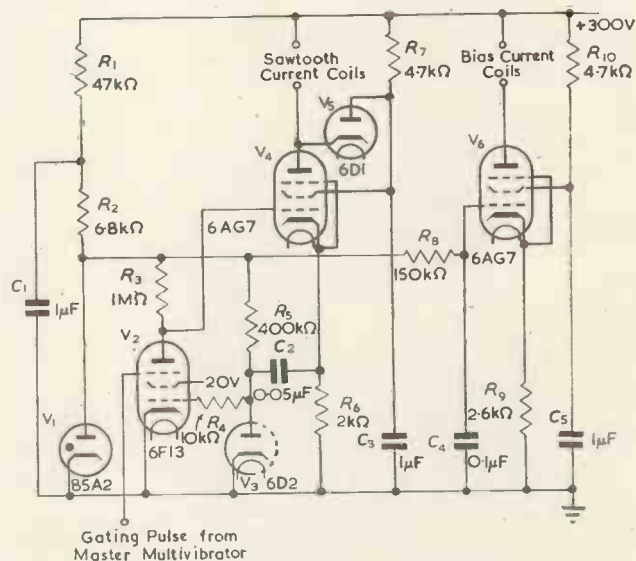 +300V
R1
47kΩ
Sawtooth
Current Coils
R7
4.7kΩ
Bias Current
Coils
R10
4.7kΩ
V5
6D1
V4
V6
R2
6.8kΩ
6AG7
6AG7
C1
1μF
R3
1MΩ
R8
150kΩ
V2
R5
400kΩ
C2
0.05μF
20V
R4
10kΩ
6F13
V1
85A2
V3 6D2
R6
2kΩ
C3
1μF
C4
0.1μF
R9
2.6kΩ
C5
1μF
Gating Pulse from
Master Multivibrator